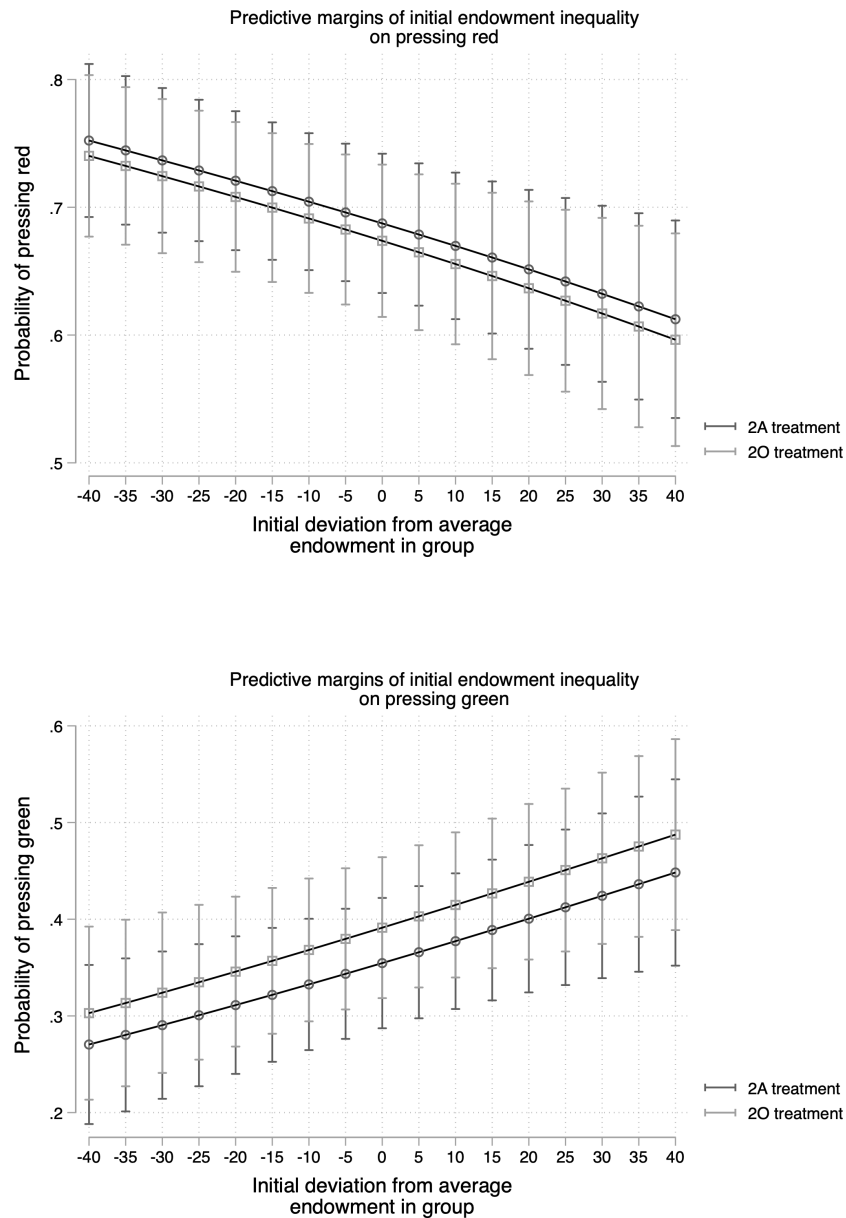 Predictive margins of initial endowment inequality
on pressing red
Probability of pressing red
.8
.7
.6
.5
-40 -35 -30 -25 -20 -15 -10 -5 0 5 10 15 20 25 30 35 40
Initial deviation from average
endowment in group
2A treatment
2O treatment
Predictive margins of initial endowment inequality
on pressing green
Probability of pressing green
.6
.5
.4
.3
.2
-40 -35 -30 -25 -20 -15 -10 -5 0 5 10 15 20 25 30 35 40
Initial deviation from average
endowment in group
2A treatment
2O treatment